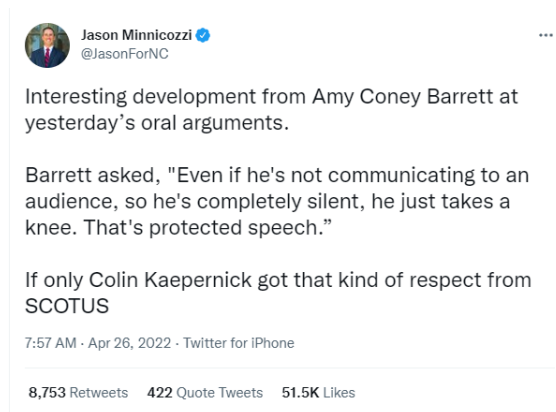 Jason Minnicozzi
@JasonForNC
Interesting development from Amy Coney Barrett at
yesterday's oral arguments.
Barrett asked, "Even if he's not communicating to an
audience, so he's completely silent, he just takes a
knee. That's protected speech.”
If only Colin Kaepernick got that kind of respect from
SCOTUS
7:57 AM · Apr 26, 2022 · Twitter for iPhone
8,753 Retweets 422 Quote Tweets 51.5K Likes